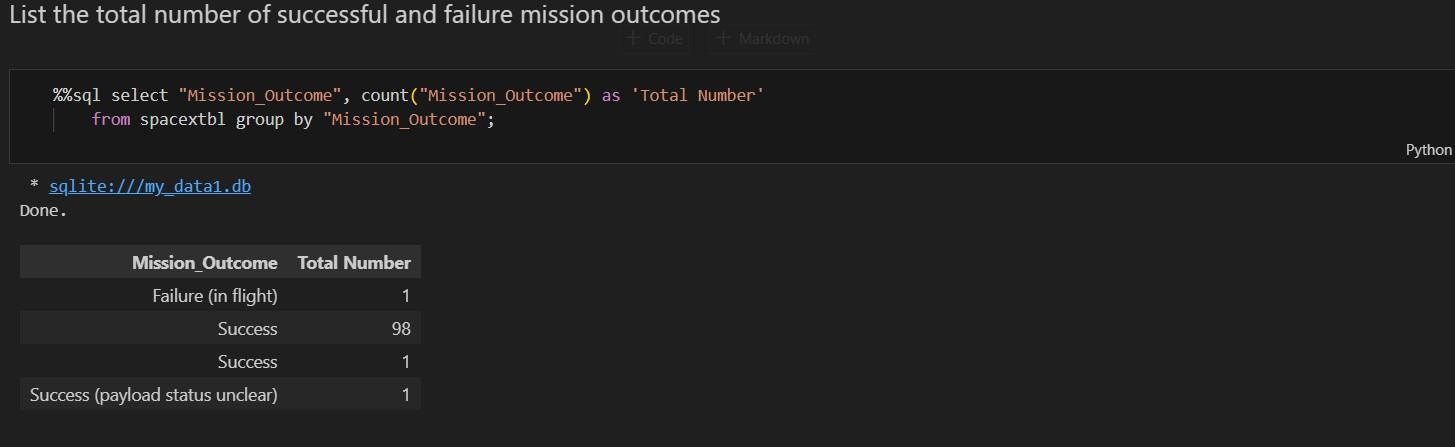 List the total number of successful and failure mission outcomes
+ Code + Markdown
%%sql select "Mission_Outcome", count("Mission_Outcome") as 'Total Number'
from spacextbl group by "Mission_Outcome";
Python
* sqlite:///my_data1.db
Done.
Mission_Outcome Total Number
Failure (in flight) 1
Success 98
Success 1
Success (payload status unclear) 1